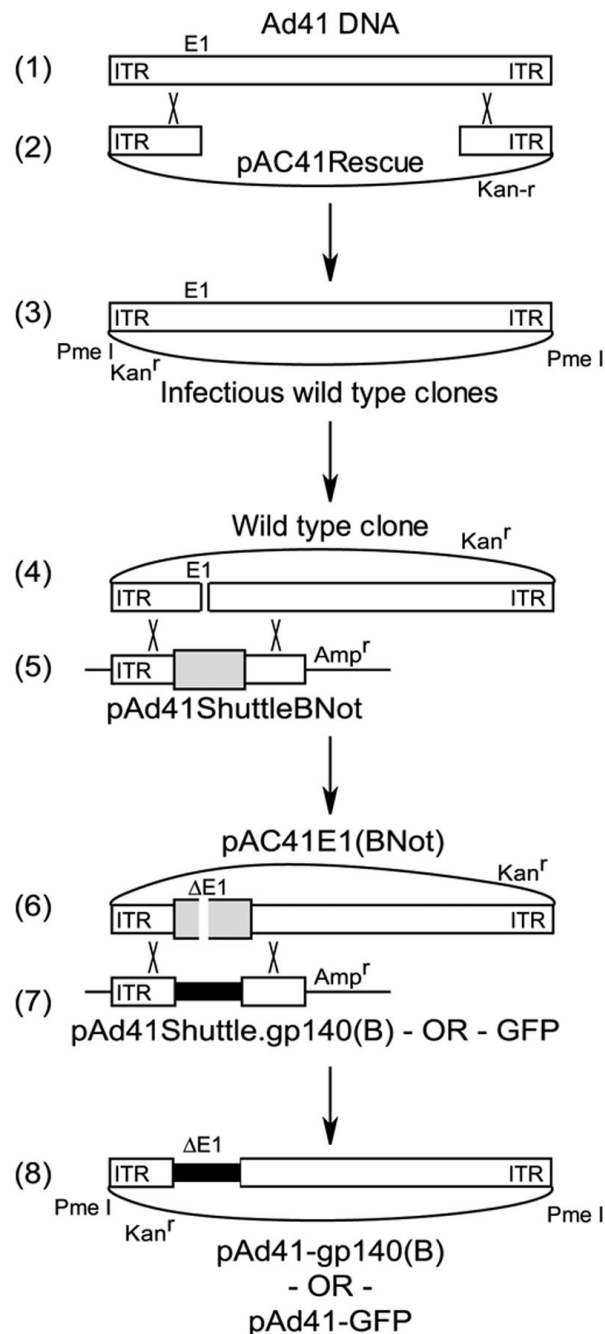 Ad41 DNA
E1
(1)
ITR ITR
(2)
ITR ITR
pAC41Rescue
Kan-r
E1
(3)
ITR ITR
Pme I Pme I
Kanʳ
Infectious wild type clones
Wild type clone
Kanʳ
(4)
E1
ITR ITR
(5)
ITR Ampʳ
pAd41ShuttleBNot
pAC41E1(BNot)
Kanʳ
(6)
ΔE1
ITR ITR
(7)
ITR Ampʳ
pAd41Shuttle.gp140(B) - OR - GFP
ΔE1
(8)
ITR ITR
Pme I Pme I
Kanʳ
pAd41-gp140(B)
- OR -
pAd41-GFP